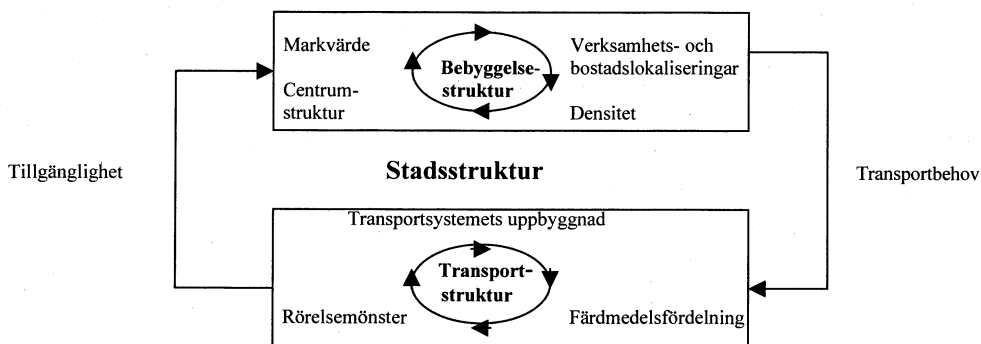 Markvärde
Centrum-
struktur
Bebyggelse-
struktur
Verksamhets- och
bostadslokaliseringar
Densitet
Tillgänglighet
Stadsstruktur
Transportbehov
Transportsystemets uppbyggnad
Transport-
struktur
Rörelsemönster
Färdmedelsfördelning